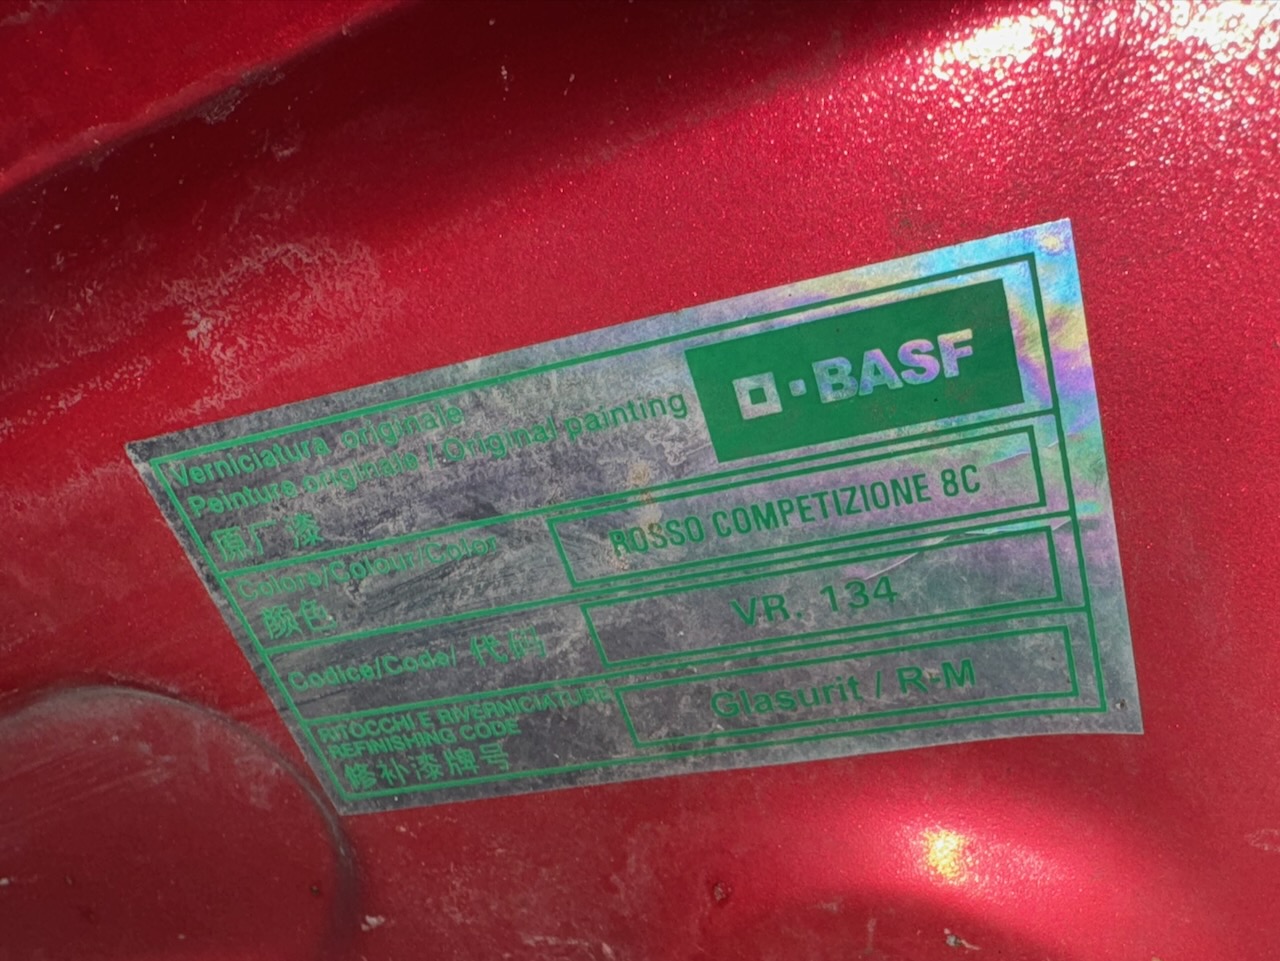 BASF
Verniciatura originale
Peinture originale / Original painting
原厂漆
Colore/Colour/Color
颜色
ROSSO COMPETIZIONE 8C
Codice/Code/ 代码
VR. 134
RITOCCHI E RIVERNICIATURE
REFINISHING CODE
修补漆牌号
Glasurit / R-M